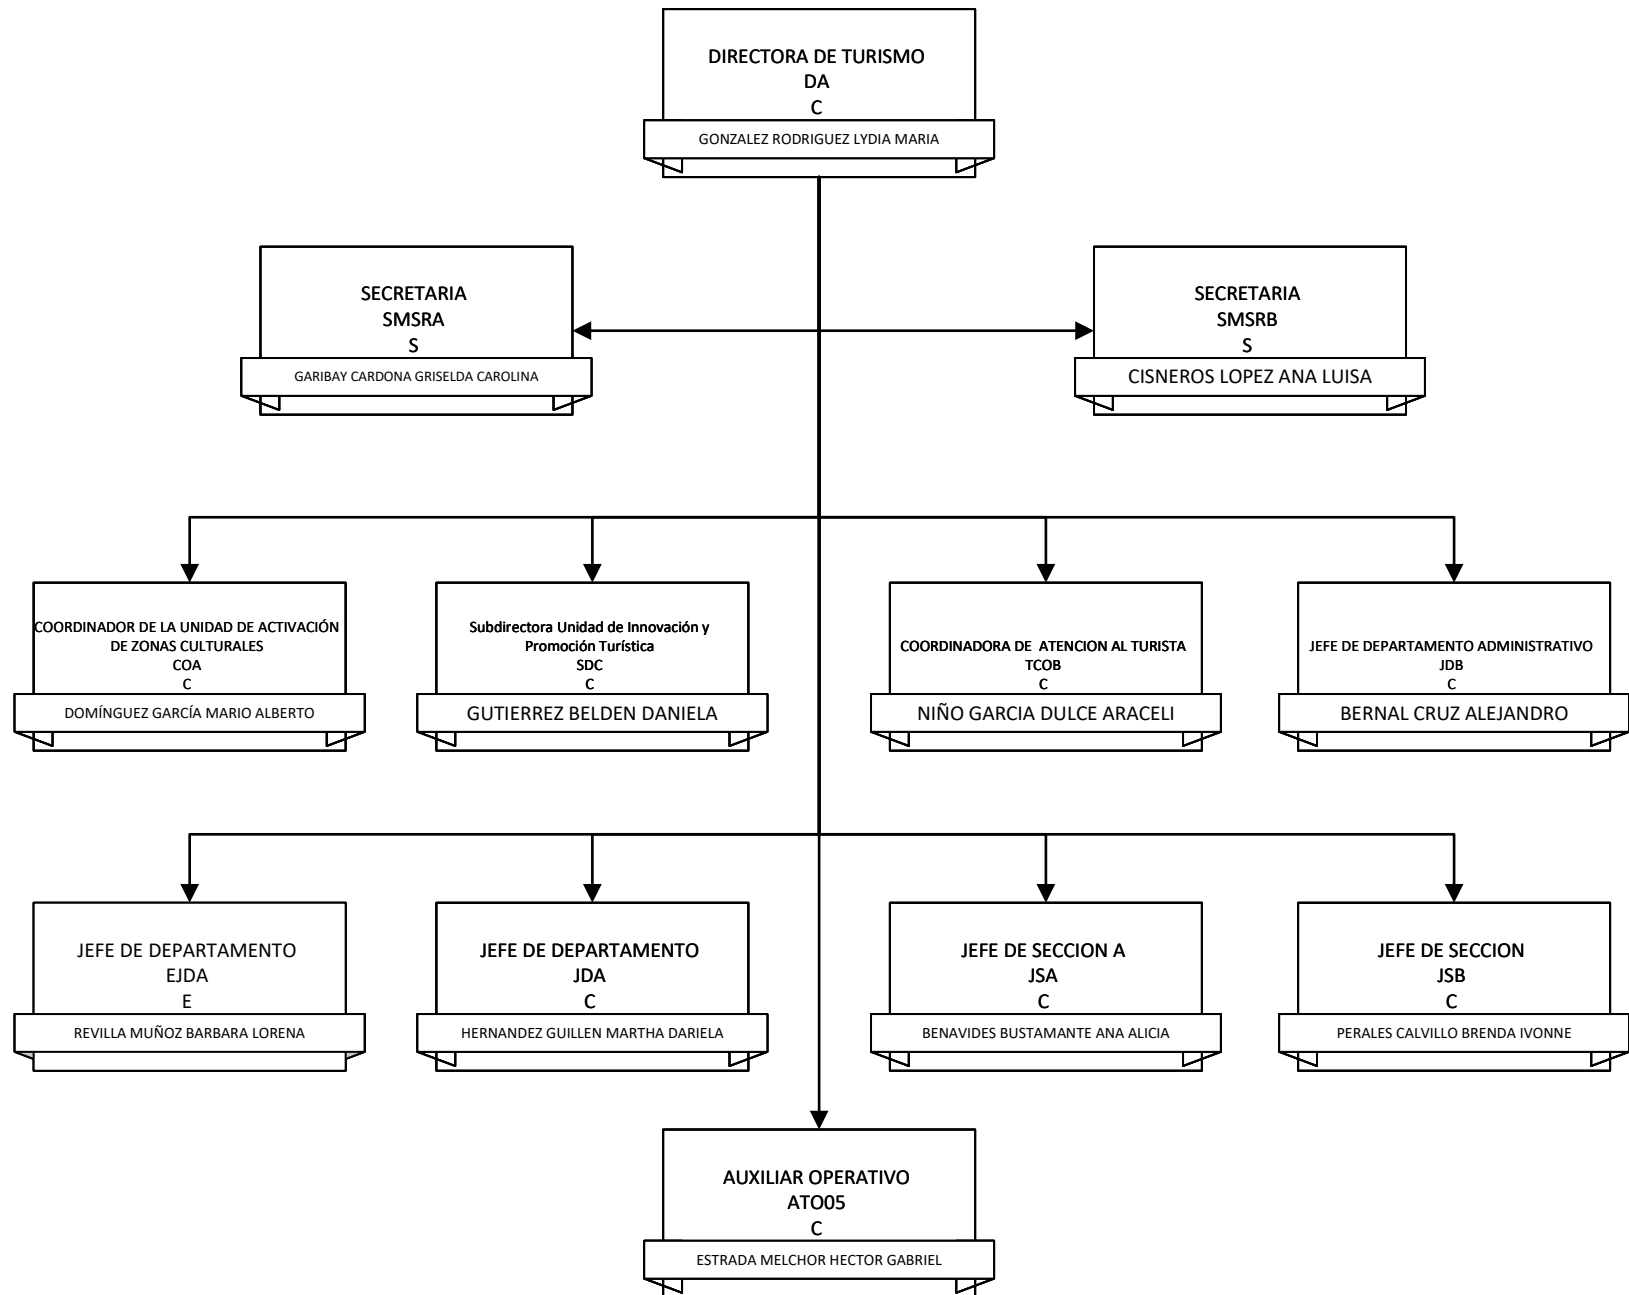 DIRECTORA DE TURISMO
DA
C
GONZALEZ RODRIGUEZ LYDIA MARIA
SECRETARIA
SMSRA
S
GARIBAY CARDONA GRISELDA CAROLINA
SECRETARIA
SMSRB
S
CISNEROS LOPEZ ANA LUISA
COORDINADOR DE LA UNIDAD DE ACTIVACIÓN
DE ZONAS CULTURALES
COA
C
DOMÍNGUEZ GARCÍA MARIO ALBERTO
Subdirectora Unidad de Innovación y
Promoción Turística
SDC
C
GUTIERREZ BELDEN DANIELA
COORDINADORA DE  ATENCION AL TURISTA
TCOB
C
NIÑO GARCIA DULCE ARACELI
JEFE DE DEPARTAMENTO ADMINISTRATIVO
JDB
C
BERNAL CRUZ ALEJANDRO
JEFE DE DEPARTAMENTO
EJDA
E
REVILLA MUÑOZ BARBARA LORENA
JEFE DE DEPARTAMENTO
JDA
C
HERNANDEZ GUILLEN MARTHA DARIELA
JEFE DE SECCION A
JSA
C
BENAVIDES BUSTAMANTE ANA ALICIA
JEFE DE SECCION
JSB
C
PERALES CALVILLO BRENDA IVONNE
AUXILIAR OPERATIVO
ATO05
C
ESTRADA MELCHOR HECTOR GABRIEL